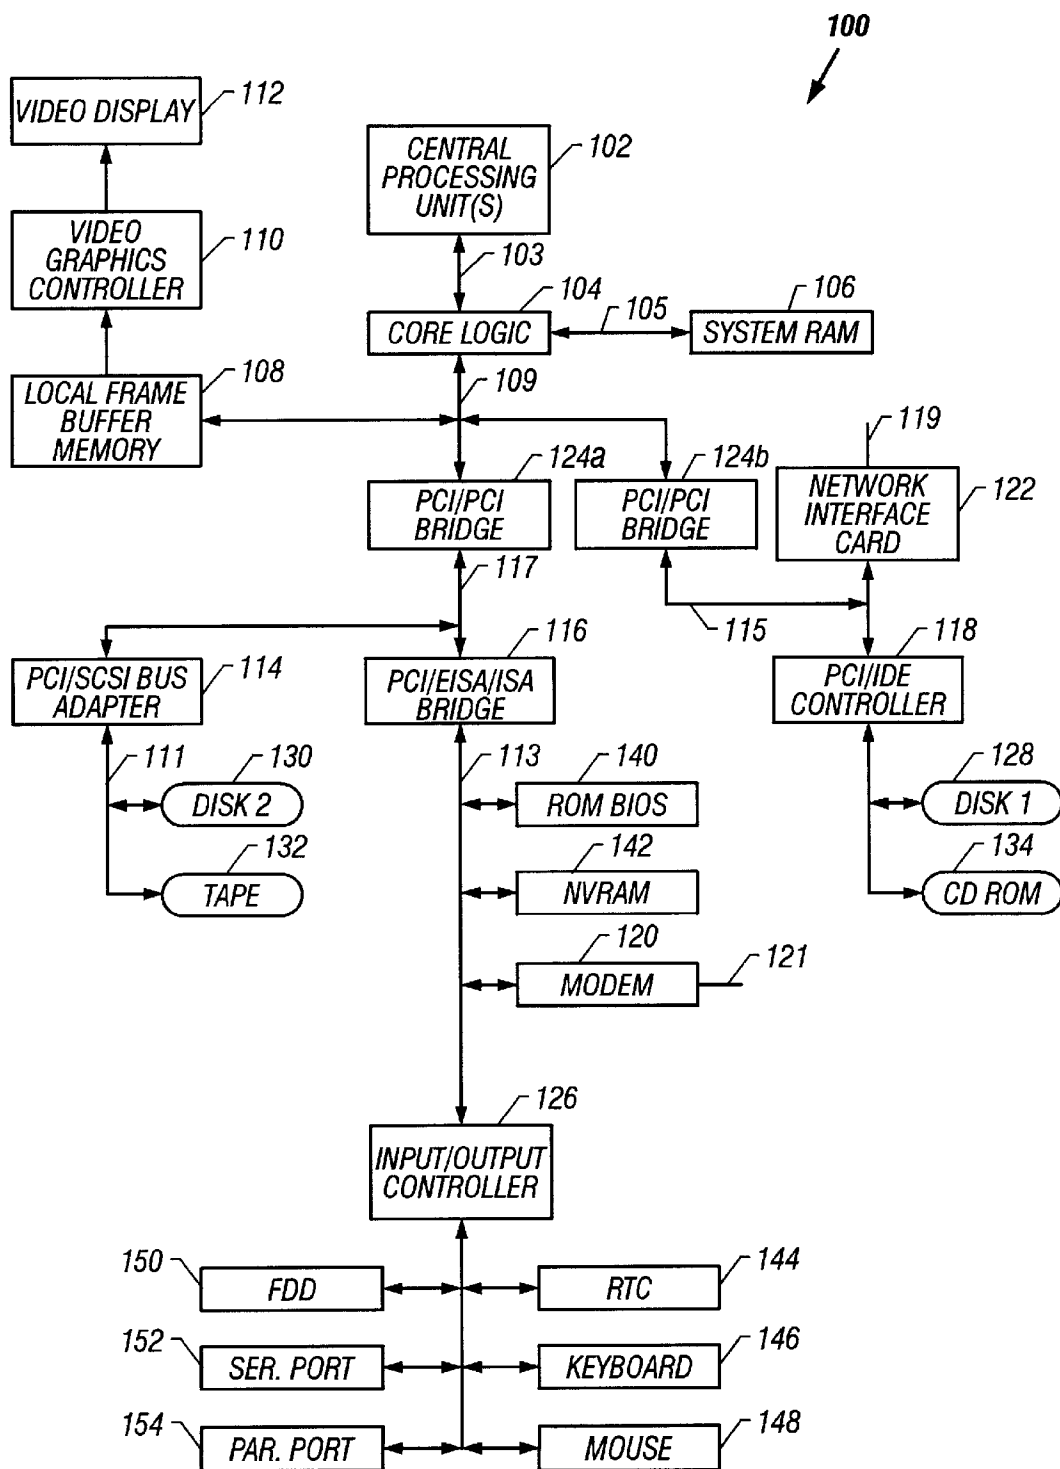 100
VIDEO DISPLAY
112
CENTRAL
PROCESSING
UNIT(S)
102
VIDEO
GRAPHICS
CONTROLLER
110
103
104
CORE LOGIC
105
106
SYSTEM RAM
LOCAL FRAME
BUFFER
MEMORY
108
109
119
124a
PCI/PCI
BRIDGE
124b
PCI/PCI
BRIDGE
NETWORK
INTERFACE
CARD
122
117
115
PCI/SCSI BUS
ADAPTER
114
116
PCI/EISA/ISA
BRIDGE
118
PCI/IDE
CONTROLLER
111
130
DISK 2
132
TAPE
113
140
ROM BIOS
142
NVRAM
120
MODEM
121
128
DISK 1
134
CD ROM
126
INPUT/OUTPUT
CONTROLLER
150
FDD
RTC
144
152
SER. PORT
KEYBOARD
146
154
PAR. PORT
MOUSE
148